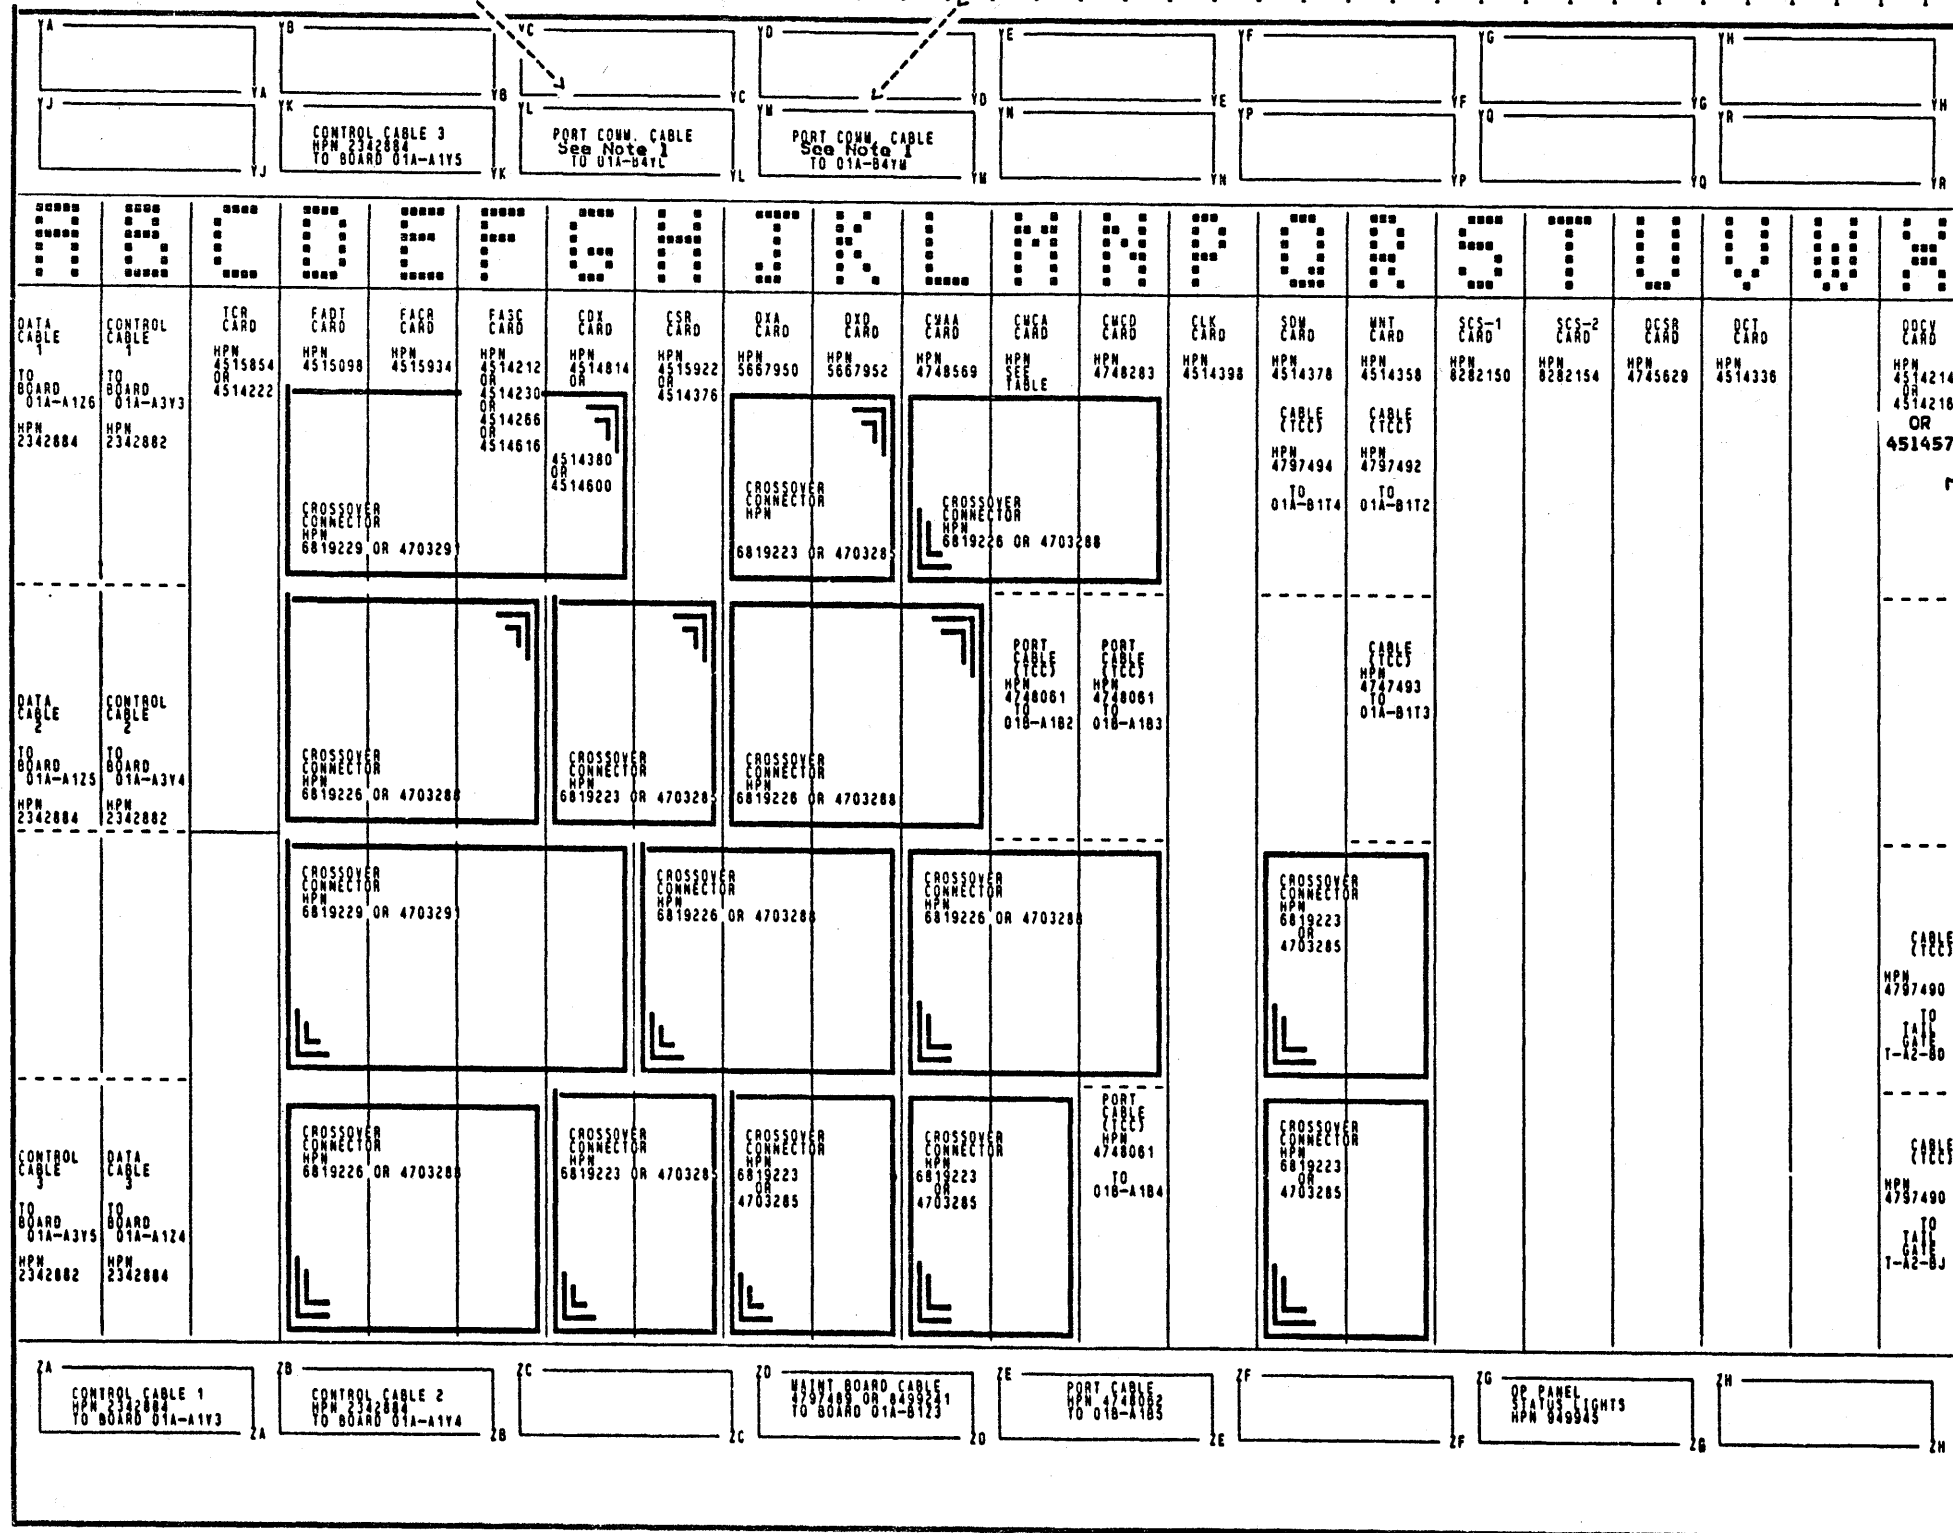 YA YB YC YD YE YF YG YH
YA YB YC YD YE YF YG YH
YJ YK YL YM YN YP YQ YR
CONTROL CABLE 3
HPN 2342884
TO BOARD 01A-A1Y5
PORT COMM. CABLE
See Note 1
TO 01A-B4YL
PORT COMM. CABLE
See Note 1
TO 01A-B4YM
YJ YK YL YM YN YP YQ YR
A B C D E F G H J K L M N P Q R S T U V W X
DATA
CABLE
1
TO
BOARD
01A-A1Z6
HPN
2342884
CONTROL
CABLE
1
TO
BOARD
01A-A3Y3
HPN
2342882
TCR
CARD
HPN
4515854
OR
4514222
FADT
CARD
HPN
4515098
FACR
CARD
HPN
4515934
FASC
CARD
HPN
4514212
OR
4514230
OR
4514266
OR
4514616
CDX
CARD
HPN
4514814
OR
4514380
OR
4514600
CSR
CARD
HPN
4515922
OR
4514376
DXA
CARD
HPN
5667950
DXD
CARD
HPN
5667952
CMAA
CARD
HPN
4748569
CMCA
CARD
HPN
SEE
TABLE
CMCD
CARD
HPN
4748283
CLK
CARD
HPN
4514398
SDM
CARD
HPN
4514378
CABLE
(TCC)
HPN
4797494
TO
01A-B1T4
MNT
CARD
HPN
4514358
CABLE
(TCC)
HPN
4797492
TO
01A-B1T2
SCS-1
CARD
HPN
8282150
SCS-2
CARD
HPN
8282154
DCSR
CARD
HPN
4745629
DCT
CARD
HPN
4514336
DDCV
CARD
HPN
4514214
OR
4514218
OR
451457
CROSSOVER
CONNECTOR
HPN
6819229 OR 4703291
CROSSOVER
CONNECTOR
HPN
6819223 OR 4703285
CROSSOVER
CONNECTOR
HPN
6819226 OR 4703288
DATA
CABLE
2
TO
BOARD
01A-A1Z5
HPN
2342884
CONTROL
CABLE
2
TO
BOARD
01A-A3Y4
HPN
2342882
CROSSOVER
CONNECTOR
HPN
6819226 OR 4703288
CROSSOVER
CONNECTOR
HPN
6819223 OR 4703285
CROSSOVER
CONNECTOR
HPN
6819226 OR 4703288
PORT
CABLE
(TCC)
HPN
4748061
TO
01B-A1B2
PORT
CABLE
(TCC)
HPN
4748061
TO
01B-A1B3
CABLE
(TCC)
HPN
4747493
TO
01A-B1T3
CROSSOVER
CONNECTOR
HPN
6819229 OR 4703291
CROSSOVER
CONNECTOR
HPN
6819226 OR 4703288
CROSSOVER
CONNECTOR
HPN
6819226 OR 4703288
CROSSOVER
CONNECTOR
HPN
6819223
OR
4703285
CABLE
(TCC)
HPN
4797490
TO
TAIL
GATE
T-A2-8D
CONTROL
CABLE
3
TO
BOARD
01A-A3Y5
HPN
2342882
DATA
CABLE
3
TO
BOARD
01A-A1Z4
HPN
2342884
CROSSOVER
CONNECTOR
HPN
6819226 OR 4703288
CROSSOVER
CONNECTOR
HPN
6819223 OR 4703285
CROSSOVER
CONNECTOR
HPN
6819223
OR
4703285
CROSSOVER
CONNECTOR
HPN
6819223
OR
4703285
PORT
CABLE
(TCC)
HPN
4748061
TO
01B-A1B4
CROSSOVER
CONNECTOR
HPN
6819223
OR
4703285
CABLE
(TCC)
HPN
4797490
TO
TAIL
GATE
T-A2-8J
ZA ZB ZC ZD ZE ZF ZG ZH
CONTROL CABLE 1
HPN 2342884
TO BOARD 01A-A1Y3
CONTROL CABLE 2
HPN 2342884
TO BOARD 01A-A1Y4
MAINT BOARD CABLE
4797489 OR 8499241
TO BOARD 01A-B1Z3
PORT CABLE
HPN 4748062
TO 01B-A1B5
OP PANEL
STATUS LIGHTS
HPN 949945
ZA ZB ZC ZD ZE ZF ZG ZH